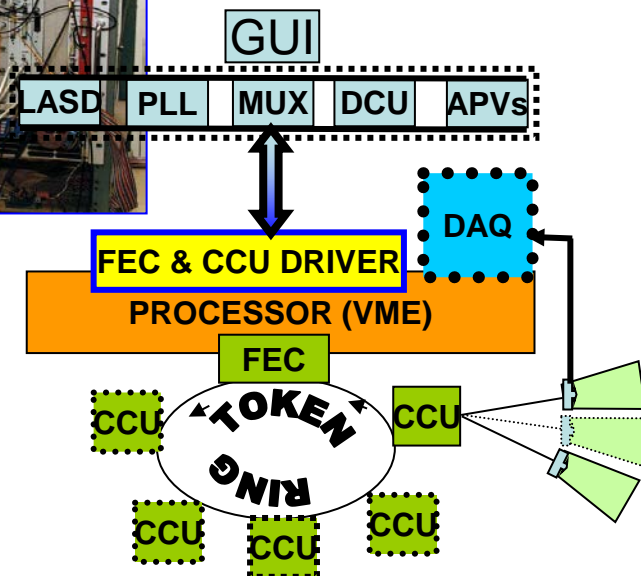 GUI
LASD PLL MUX DCU APVs
DAQ
FEC & CCU DRIVER
PROCESSOR (VME)
FEC
CCU
TOKEN
CCU
RING
CCU
CCU
CCU